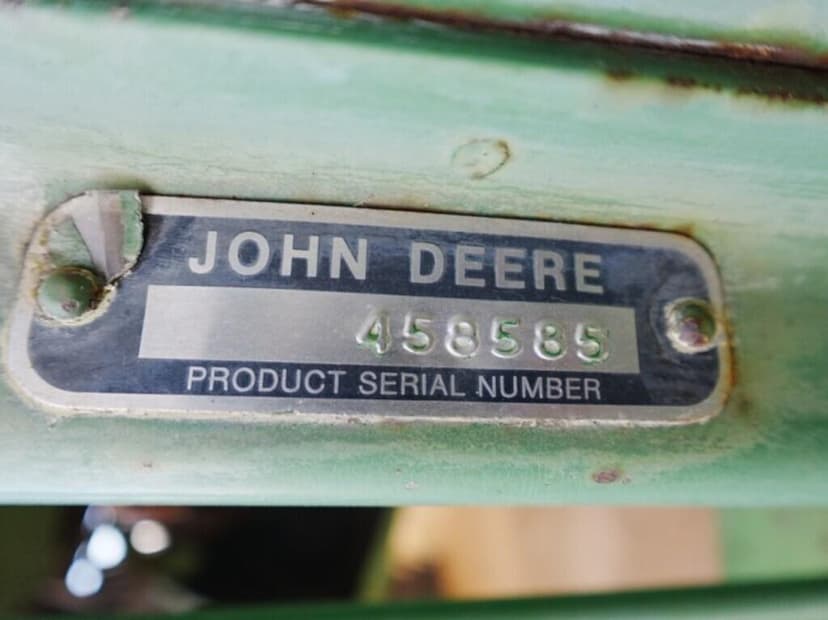 JOHN DEERE
458585
PRODUCT SERIAL NUMBER